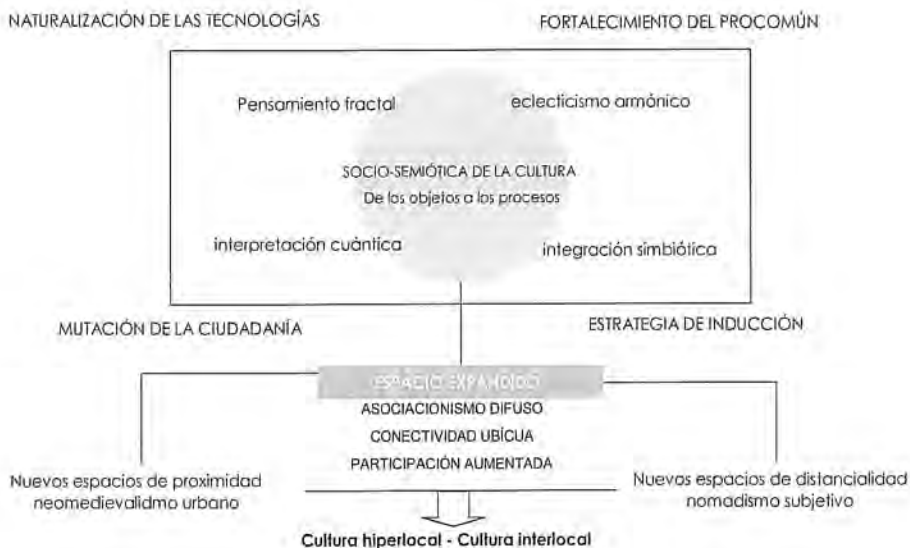 NATURALIZACIÓN DE LAS TECNOLOGÍAS
FORTALECIMIENTO DEL PROCOMÚN
Pensamiento fractal
eclecticismo armónico
SOCIO-SEMIÓTICA DE LA CULTURA
De los objetos a los procesos
interpretación cuántica
integración simbiótica
MUTACIÓN DE LA CIUDADANÍA
ESTRATEGIA DE INDUCCIÓN
ESPACIO EXPANDIDO
ASOCIACIONISMO DIFUSO
CONECTIVIDAD UBÍCUA
PARTICIPACIÓN AUMENTADA
Nuevos espacios de proximidad
neomedievalidmo urbano
Nuevos espacios de distancialidad
nomadismo subjetivo
Cultura hiperlocal - Cultura interlocal